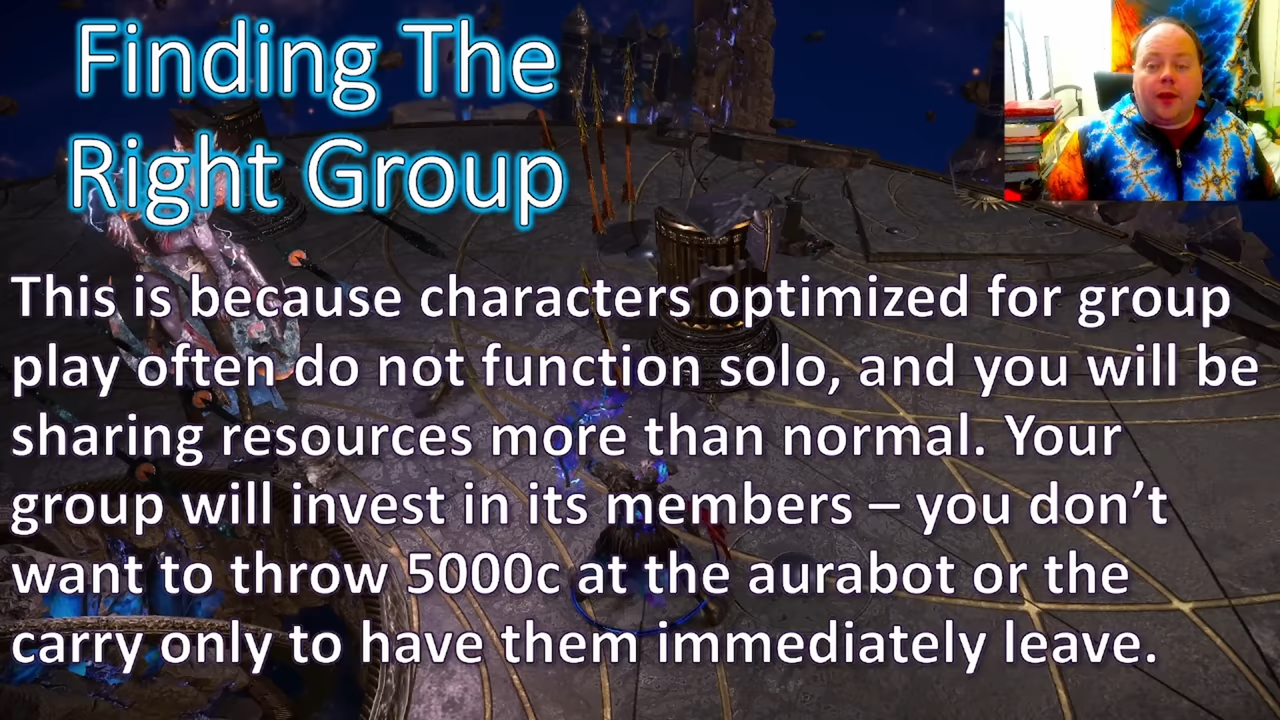 Finding The
Right Group
This is because characters optimized for group
play often do not function solo, and you will be
sharing resources more than normal. Your
group will invest in its members – you don’t
want to throw 5000c at the aurabot or the
carry only to have them immediately leave.